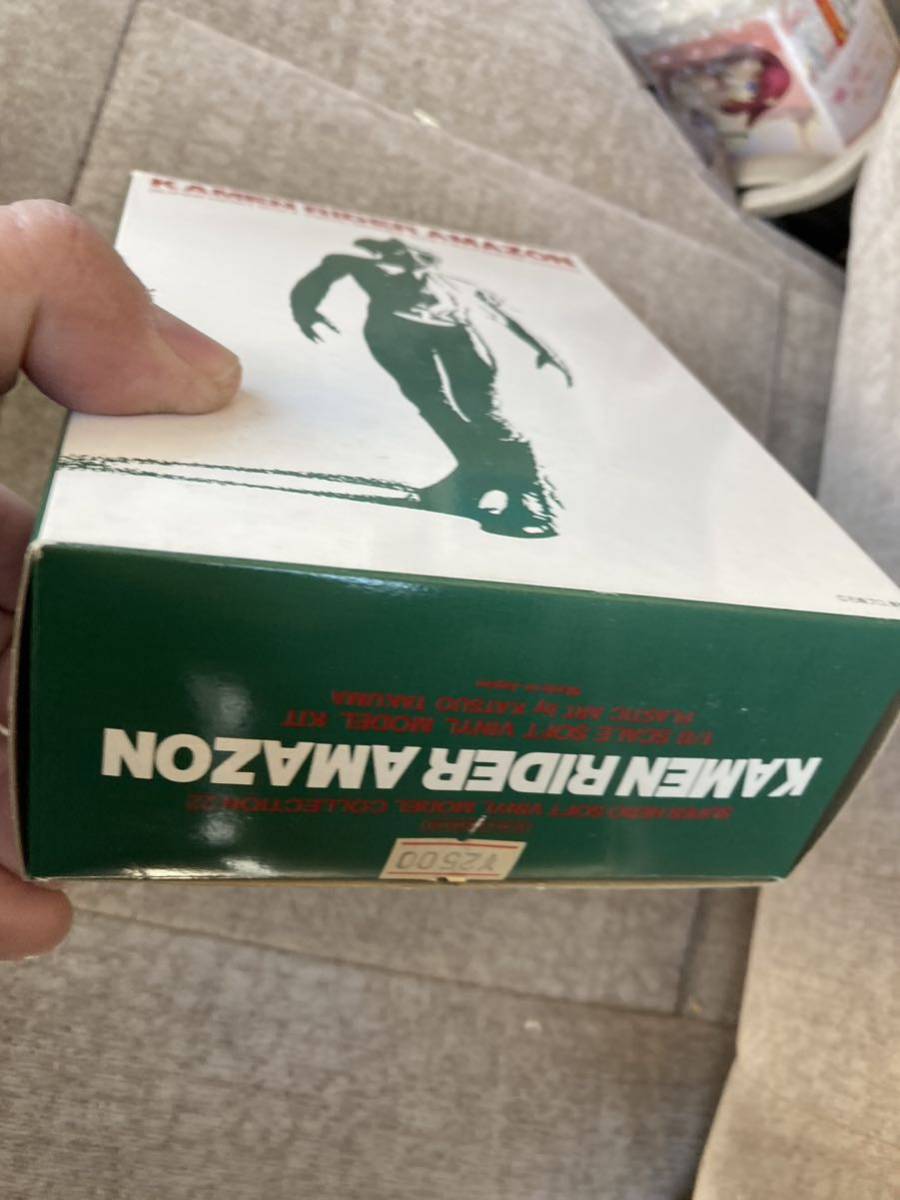 KAMEN RIDER AMAZON
¥2500
SUPER HERO SOFT VINYL MODEL COLLECTION 22
KAMEN RIDER AMAZON
1/6 SCALE SOFT VINYL MODEL KIT
PLASTIC ART by KATSUO TAKUMA
Made in Japan